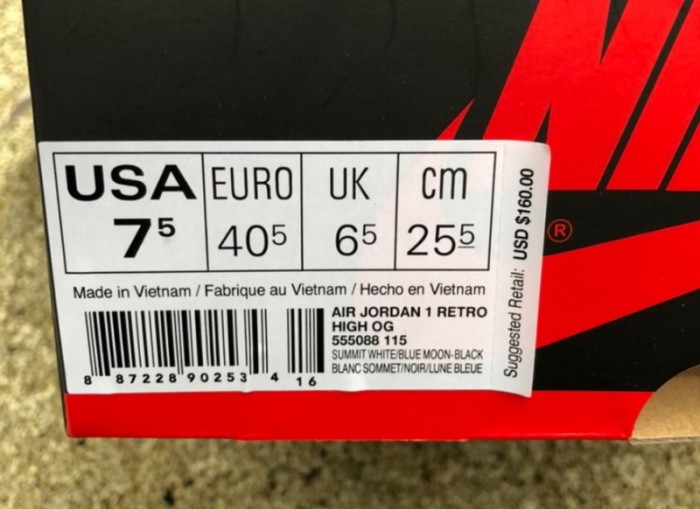 NI
®
USA EURO UK cm
7⁵ 40⁵ 6⁵ 25⁵
Made in Vietnam / Fabrique au Vietnam / Hecho en Vietnam
AIR JORDAN 1 RETRO
HIGH OG
555088 115
SUMMIT WHITE/BLUE MOON-BLACK
BLANC SOMMET/NOIR/LUNE BLEUE
8 87228 90253 4 16
Suggested Retail: USD $160.00